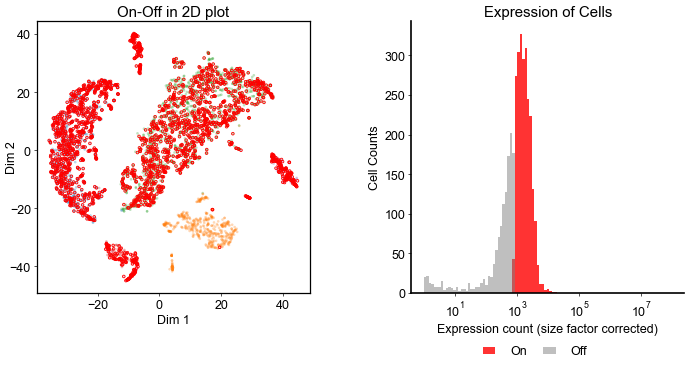 On-Off in 2D plot
40
20
0
−20
−40
Dim 2
−20
0
20
40
Dim 1
Expression of Cells
300
250
200
150
100
50
0
Cell Counts
10^1
10^3
10^5
10^7
Expression count (size factor corrected)
On
Off